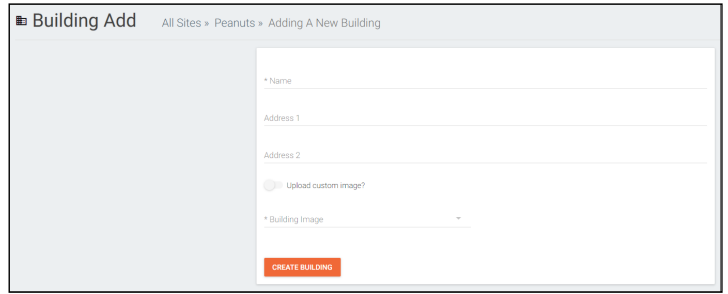 Building Add All Sites » Peanuts » Adding A New Building
* Name
Address 1
Address 2
Upload custom image?
* Building Image
CREATE BUILDING